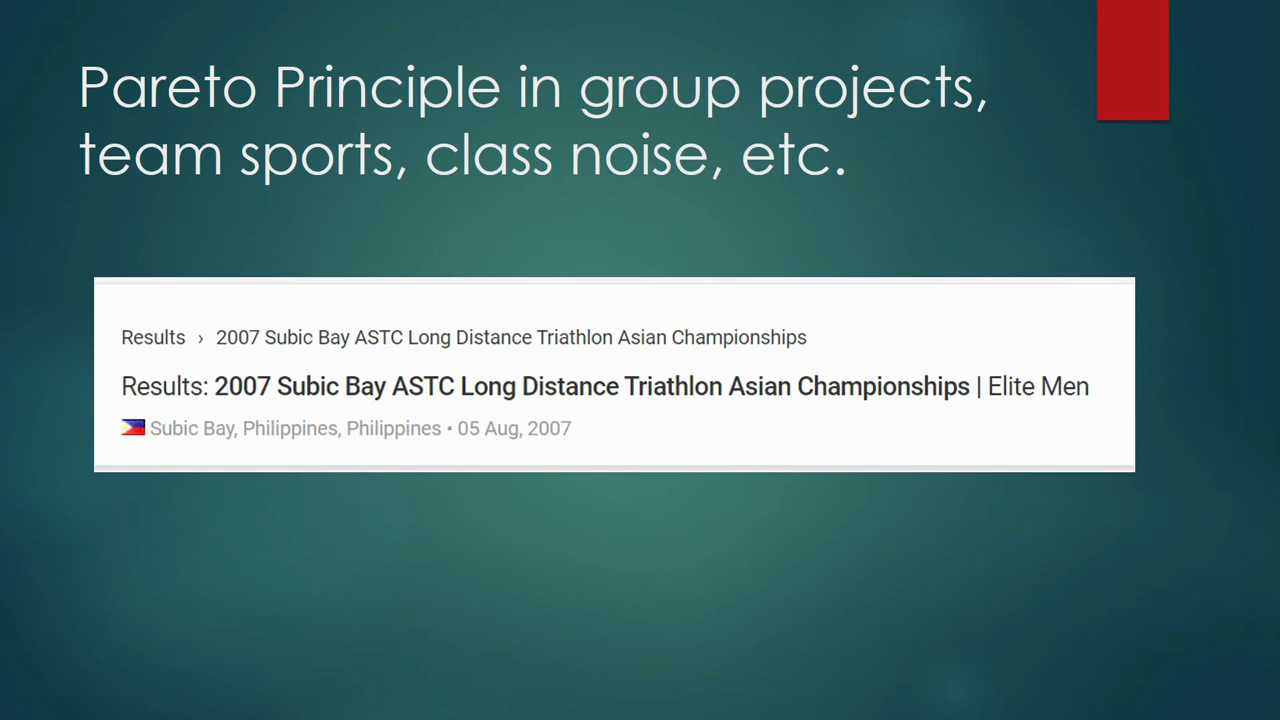 Pareto Principle in group projects,
team sports, class noise, etc.
Results › 2007 Subic Bay ASTC Long Distance Triathlon Asian Championships
Results: 2007 Subic Bay ASTC Long Distance Triathlon Asian Championships | Elite Men
Subic Bay, Philippines, Philippines • 05 Aug, 2007